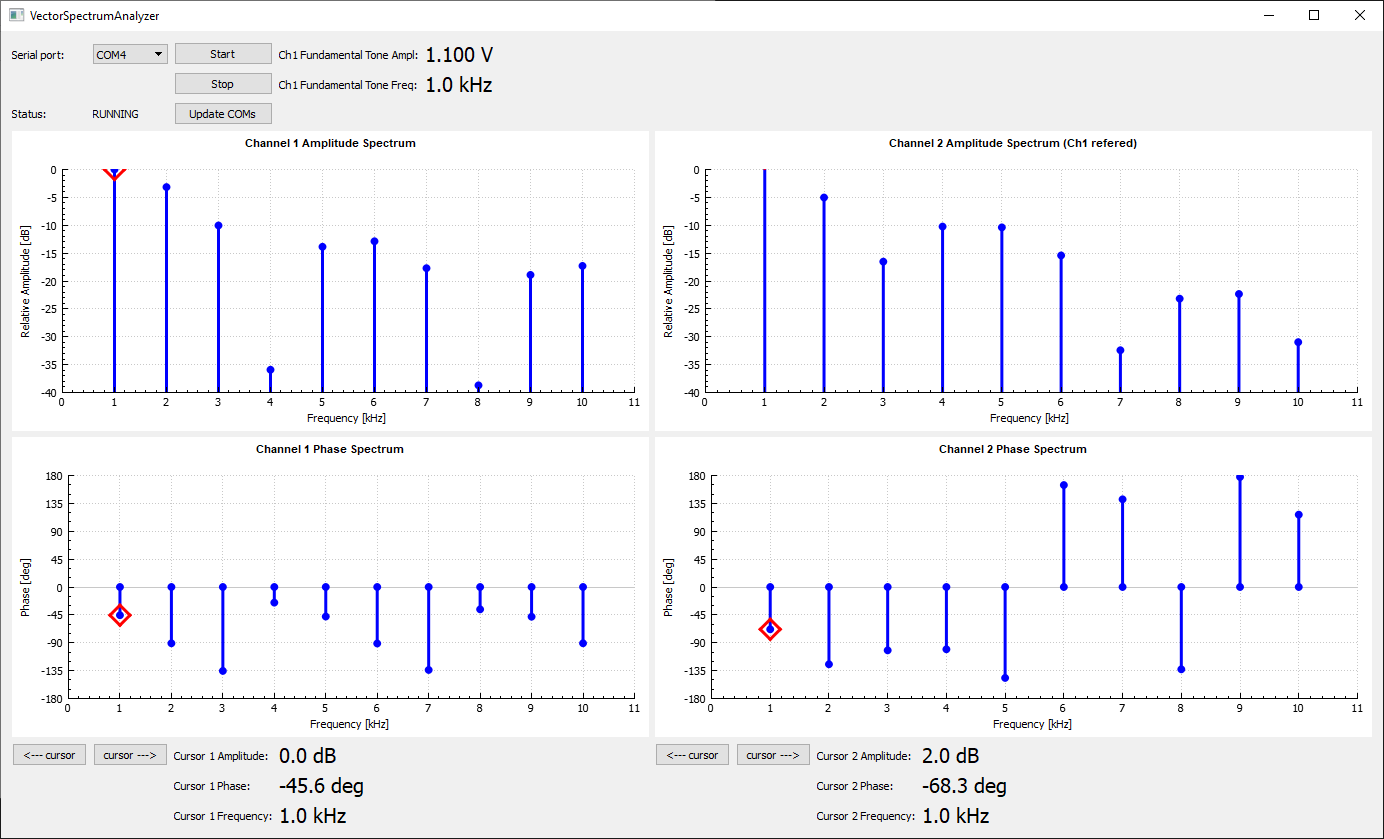 VectorSpectrumAnalyzer
Serial port: COM4 Start Ch1 Fundamental Tone Ampl: 1.100 V
Stop Ch1 Fundamental Tone Freq: 1.0 kHz
Status: RUNNING Update COMs
Channel 1 Amplitude Spectrum
Relative Amplitude [dB]
0
-5
-10
-15
-20
-25
-30
-35
-40
0 1 2 3 4 5 6 7 8 9 10 11
Frequency [kHz]
Channel 2 Amplitude Spectrum (Ch1 refered)
Relative Amplitude [dB]
0
-5
-10
-15
-20
-25
-30
-35
-40
0 1 2 3 4 5 6 7 8 9 10 11
Frequency [kHz]
Channel 1 Phase Spectrum
Phase [deg]
180
135
90
45
0
-45
-90
-135
-180
0 1 2 3 4 5 6 7 8 9 10 11
Frequency [kHz]
Channel 2 Phase Spectrum
Phase [deg]
180
135
90
45
0
-45
-90
-135
-180
0 1 2 3 4 5 6 7 8 9 10 11
Frequency [kHz]
<--- cursor cursor ---> Cursor 1 Amplitude: 0.0 dB
Cursor 1 Phase: -45.6 deg
Cursor 1 Frequency: 1.0 kHz
<--- cursor cursor ---> Cursor 2 Amplitude: 2.0 dB
Cursor 2 Phase: -68.3 deg
Cursor 2 Frequency: 1.0 kHz